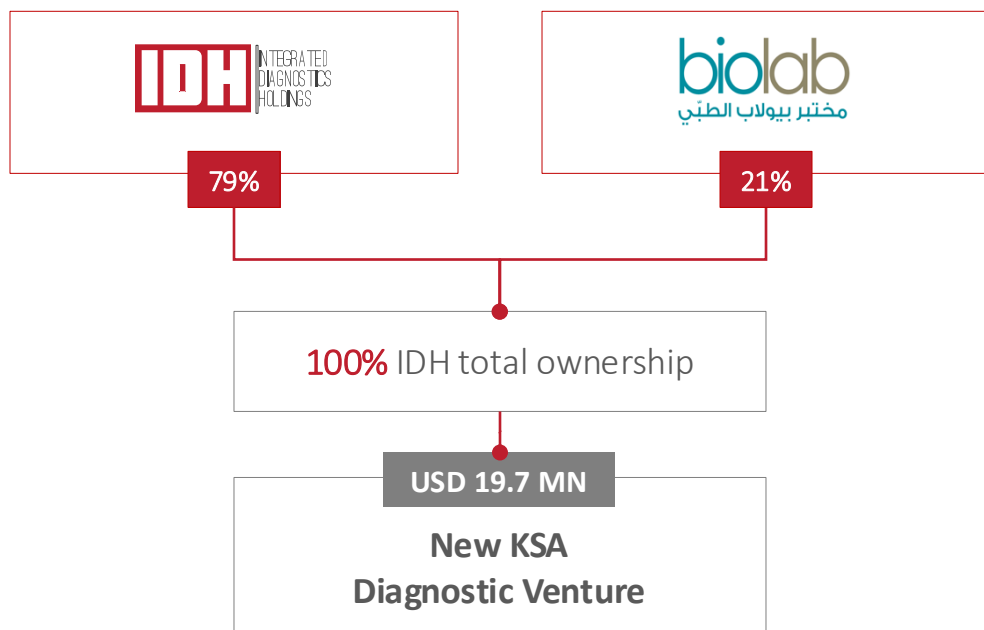 IDH
INTEGRATED
DIAGNOSTICS
HOLDINGS
biolab
مختبر بيولاب الطبّي
79%
21%
100% IDH total ownership
USD 19.7 MN
New KSA
Diagnostic Venture